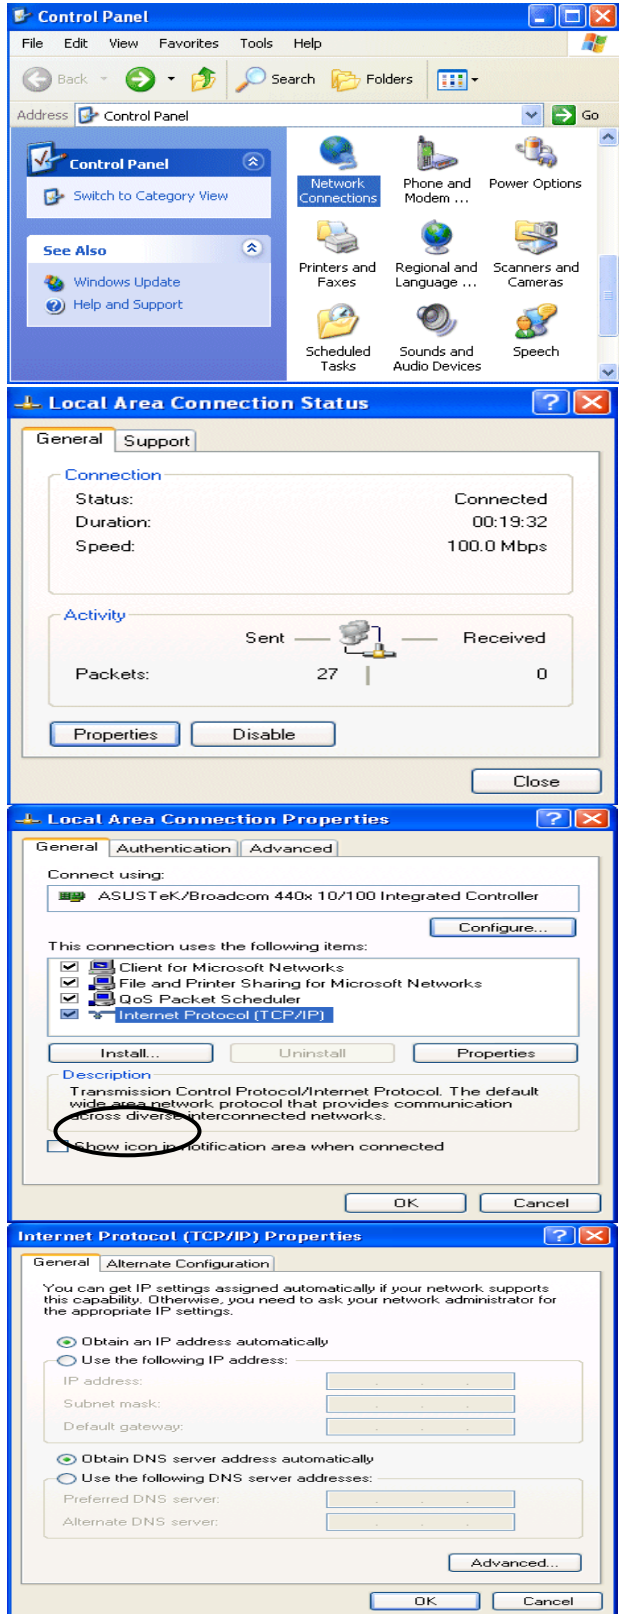 Control Panel
File Edit View Favorites Tools Help
Back Search Folders
Address Control Panel Go
Control Panel
Switch to Category View
See Also
Windows Update
Help and Support
Network Connections
Phone and Modem ...
Power Options
Printers and Faxes
Regional and Language ...
Scanners and Cameras
Scheduled Tasks
Sounds and Audio Devices
Speech
Local Area Connection Status
General Support
Connection
Status: Connected
Duration: 00:19:32
Speed: 100.0 Mbps
Activity
Sent Received
Packets: 27 0
Properties Disable
Close
Local Area Connection Properties
General Authentication Advanced
Connect using:
ASUSTeK/Broadcom 440x 10/100 Integrated Controller
Configure...
This connection uses the following items:
Client for Microsoft Networks
File and Printer Sharing for Microsoft Networks
QoS Packet Scheduler
Internet Protocol (TCP/IP)
Install... Uninstall Properties
Description
Transmission Control Protocol/Internet Protocol. The default
wide area network protocol that provides communication
across diverse interconnected networks.
Show icon in notification area when connected
OK Cancel
Internet Protocol (TCP/IP) Properties
General Alternate Configuration
You can get IP settings assigned automatically if your network supports
this capability. Otherwise, you need to ask your network administrator for
the appropriate IP settings.
Obtain an IP address automatically
Use the following IP address:
IP address:
Subnet mask:
Default gateway:
Obtain DNS server address automatically
Use the following DNS server addresses:
Preferred DNS server:
Alternate DNS server:
Advanced...
OK Cancel